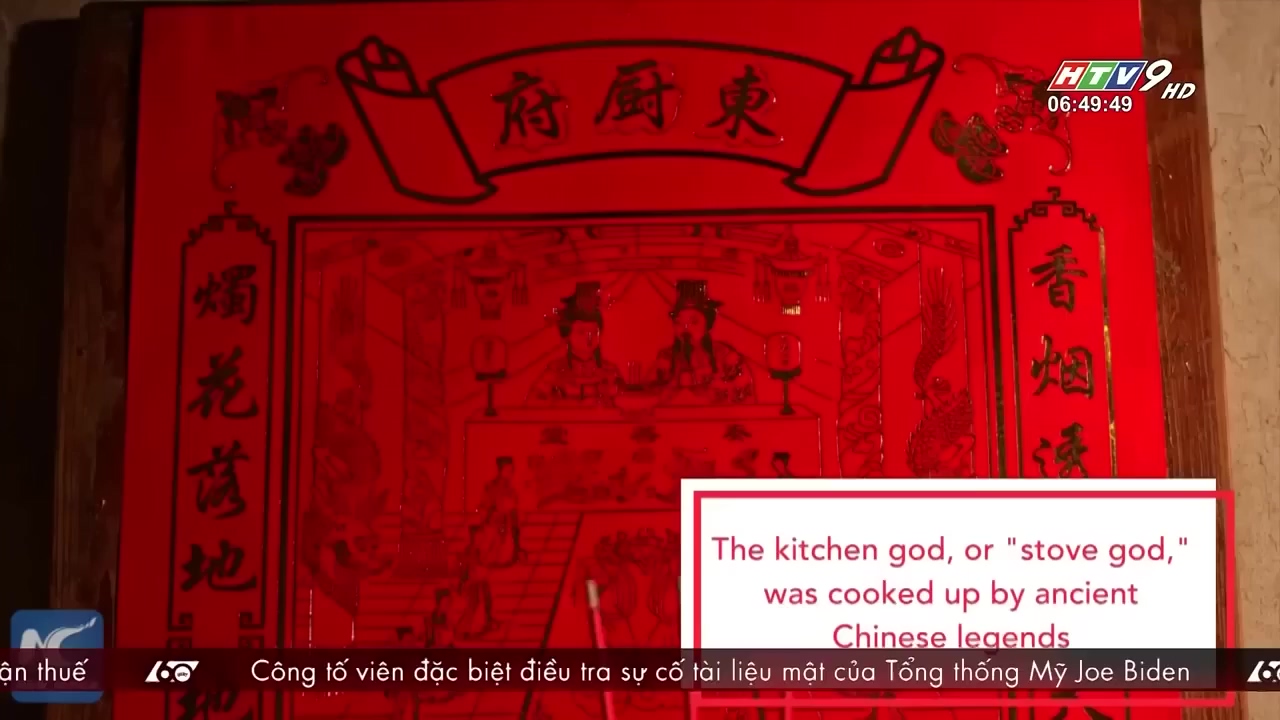 東厨府
HTV9 HD
06:49:49
香烟
燭花落地
The kitchen god, or "stove god,"
was cooked up by ancient
Chinese legends
ận thuế
60 giây
Công tố viên đặc biệt điều tra sự cố tài liệu mật của Tổng thống Mỹ Joe Biden